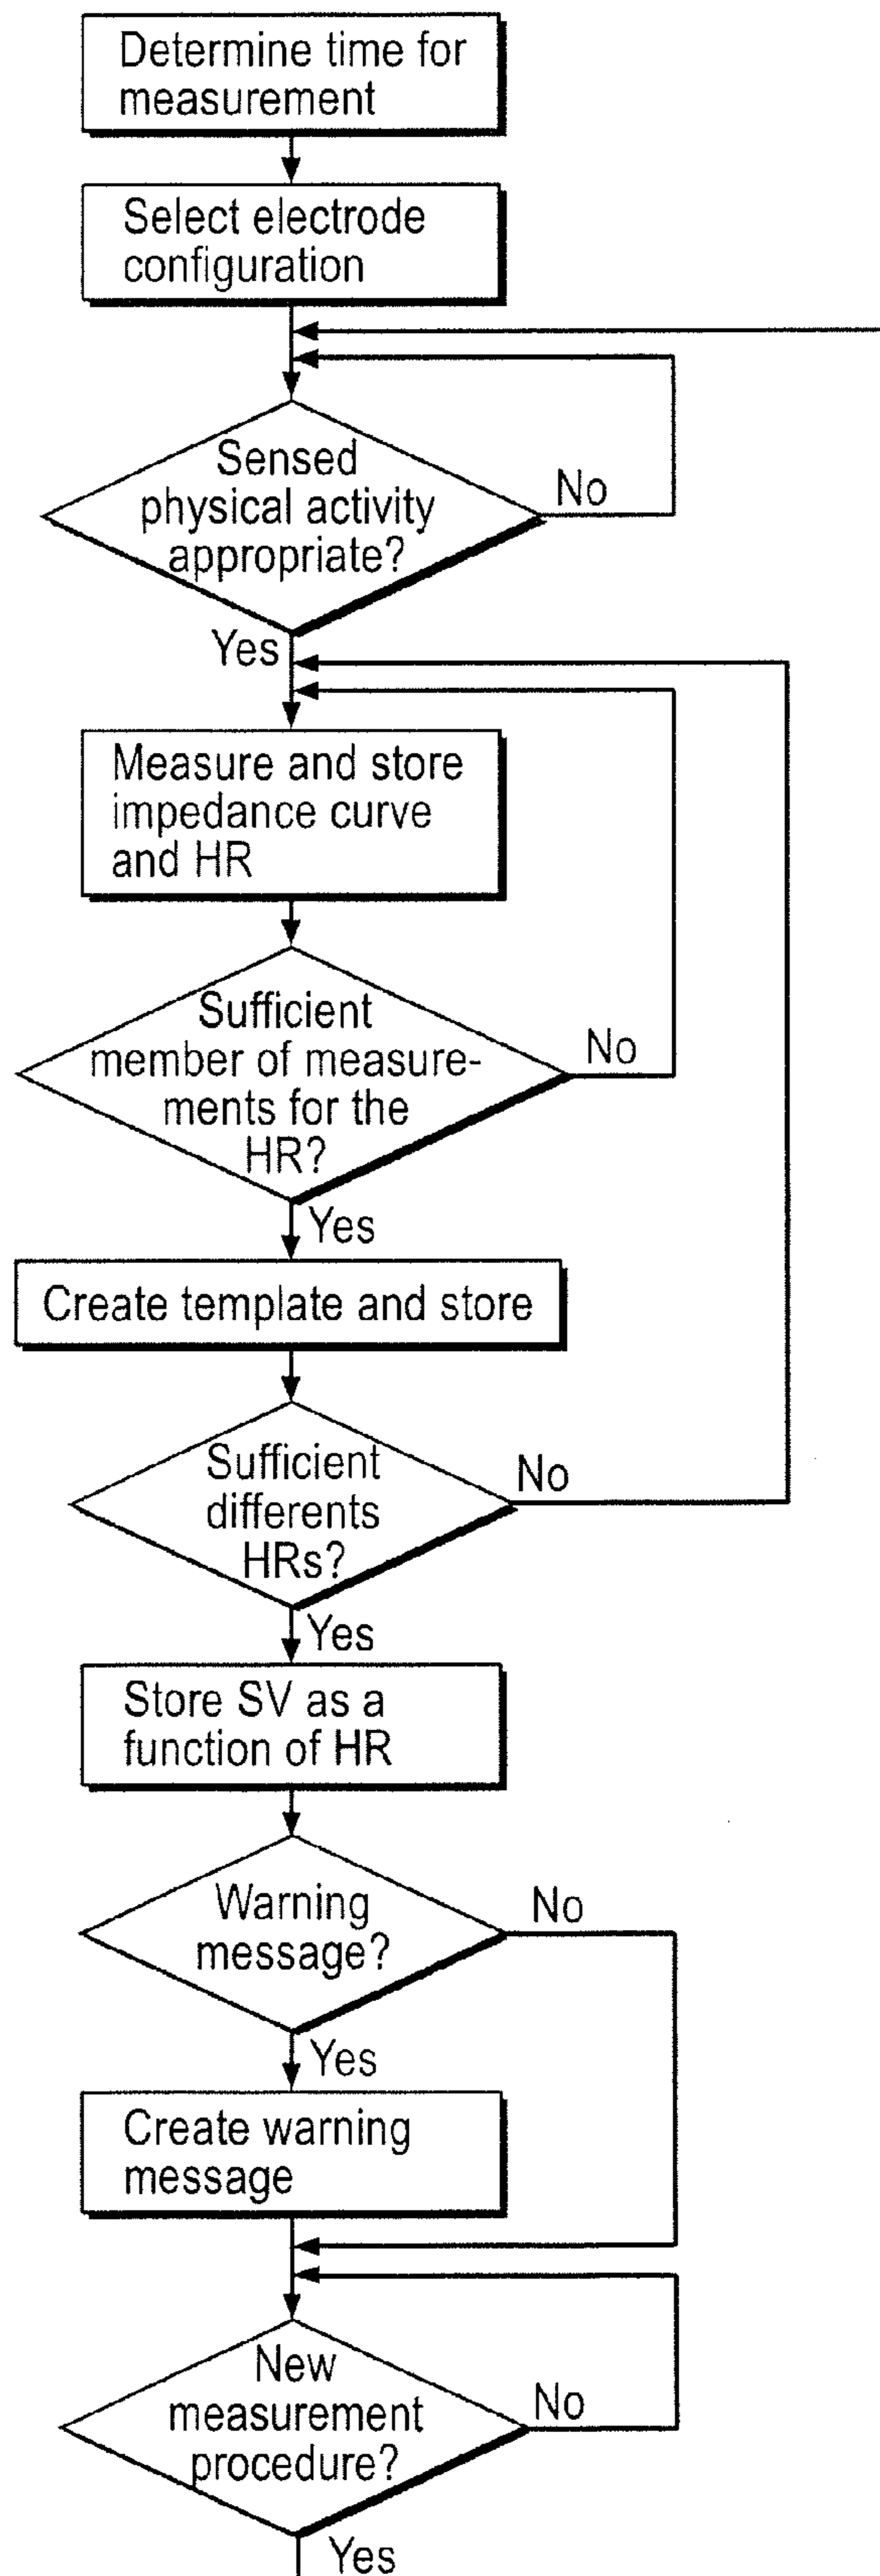 Determine time for
measurement
Select electrode
configuration
Sensed
physical activity
appropriate?
No
Yes
Measure and store
impedance curve
and HR
Sufficient
member of measure-
ments for the
HR?
No
Yes
Create template and store
Sufficient
differents
HRs?
No
Yes
Store SV as a
function of HR
Warning
message?
No
Yes
Create warning
message
New
measurement
procedure?
No
Yes